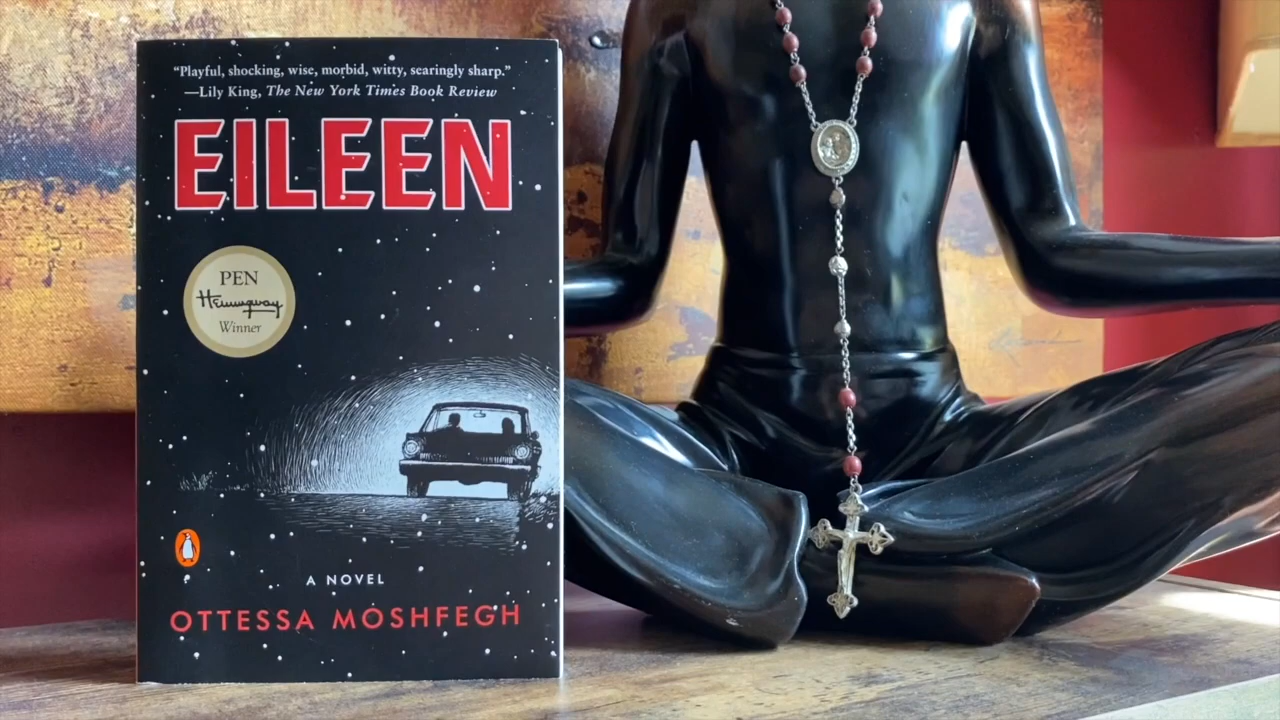 “Playful, shocking, wise, morbid, witty, searingly sharp.”
—Lily King, The New York Times Book Review
EILEEN
PEN
Hemingway
Winner
A NOVEL
OTTESSA MOSHFEGH